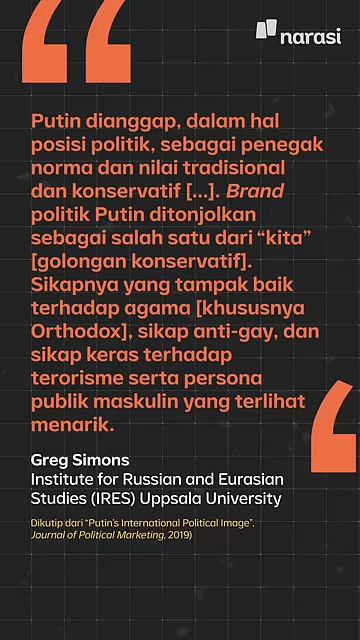 narasi
Putin dianggap, dalam hal
posisi politik, sebagai penegak
norma dan nilai tradisional
dan konservatif [...]. Brand
politik Putin ditonjolkan
sebagai salah satu dari “kita”
[golongan konservatif].
Sikapnya yang tampak baik
terhadap agama [khususnya
Orthodox], sikap anti-gay, dan
sikap keras terhadap
terorisme serta persona
publik maskulin yang terlihat
menarik.
Greg Simons
Institute for Russian and Eurasian
Studies (IRES) Uppsala University
Dikutip dari “Putin’s International Political Image”,
Journal of Political Marketing, 2019)